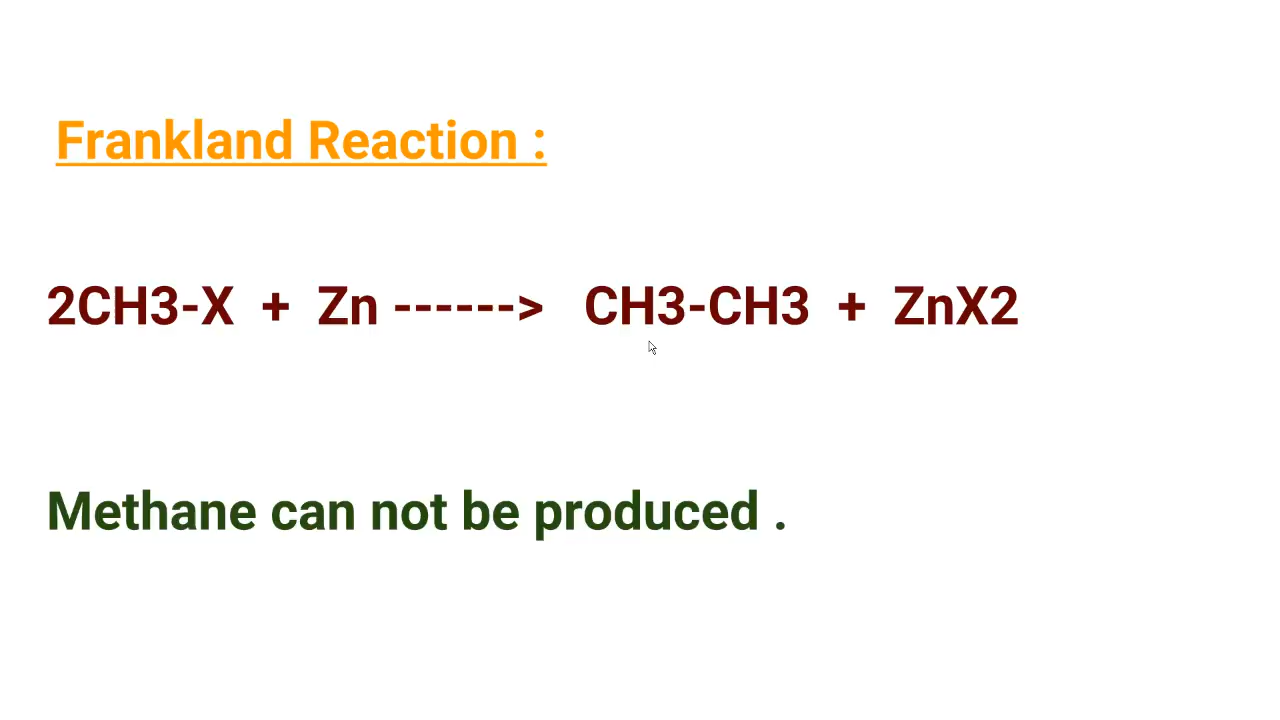 Frankland Reaction :
2CH3-X + Zn ------> CH3-CH3 + ZnX2
Methane can not be produced .